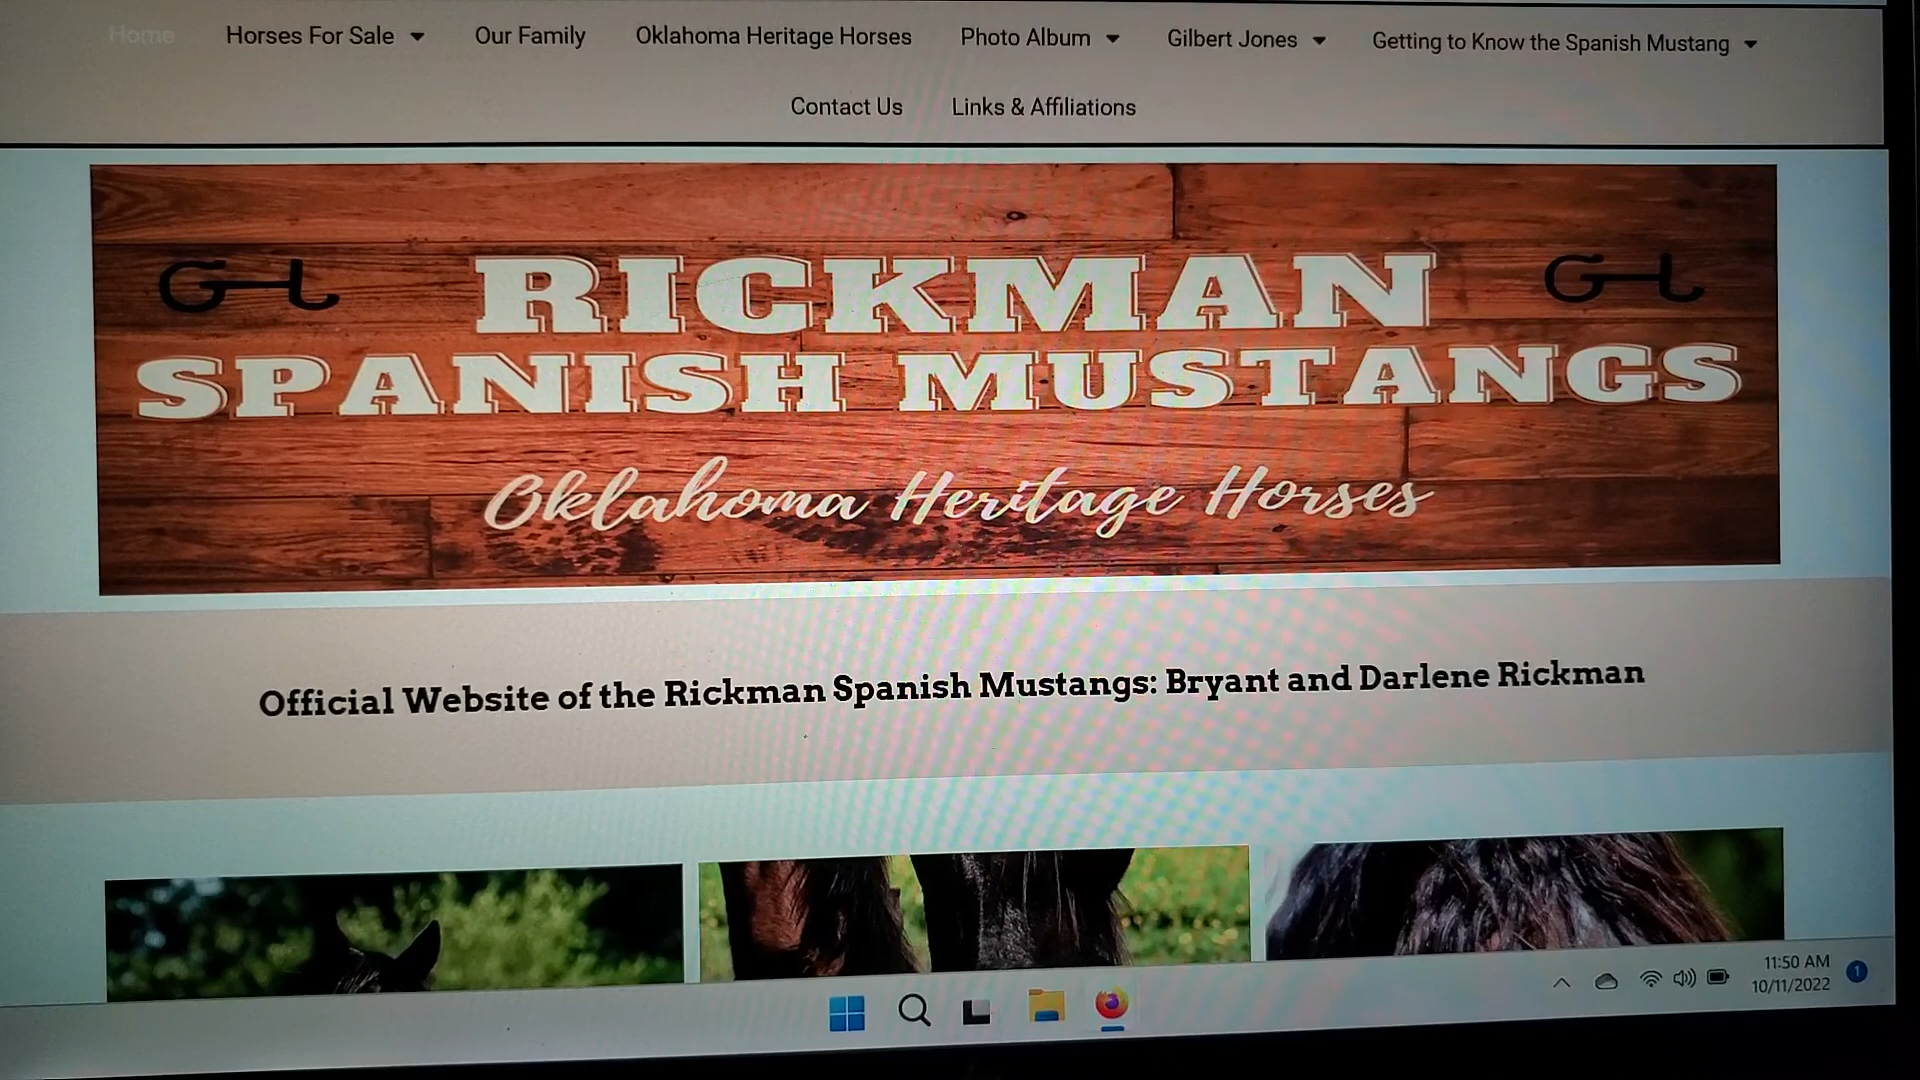 Home Horses For Sale Our Family Oklahoma Heritage Horses Photo Album Gilbert Jones Getting to Know the Spanish Mustang
Contact Us Links & Affiliations
RICKMAN
SPANISH MUSTANGS
Oklahoma Heritage Horses
Official Website of the Rickman Spanish Mustangs: Bryant and Darlene Rickman
11:50 AM
10/11/2022
1